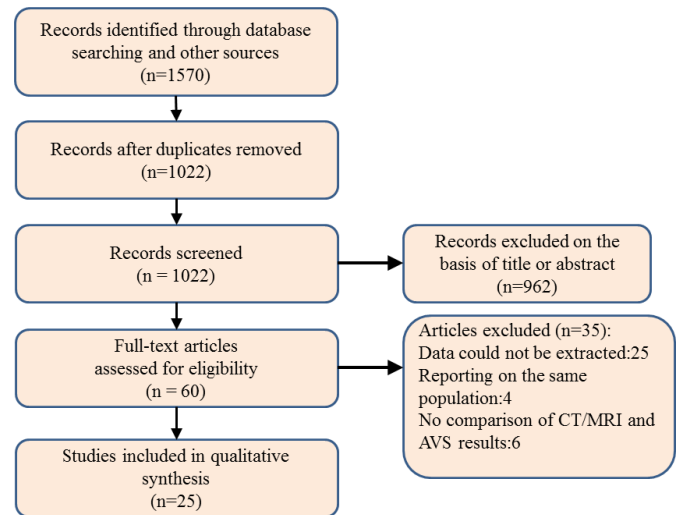 Records identified through database
searching and other sources
(n=1570)
Records after duplicates removed
(n=1022)
Records screened
(n = 1022)
Records excluded on the
basis of title or abstract
(n=962)
Full-text articles
assessed for eligibility
(n = 60)
Articles excluded (n=35):
Data could not be extracted:25
Reporting on the same
population:4
No comparison of CT/MRI and
AVS results:6
Studies included in qualitative
synthesis
(n=25)